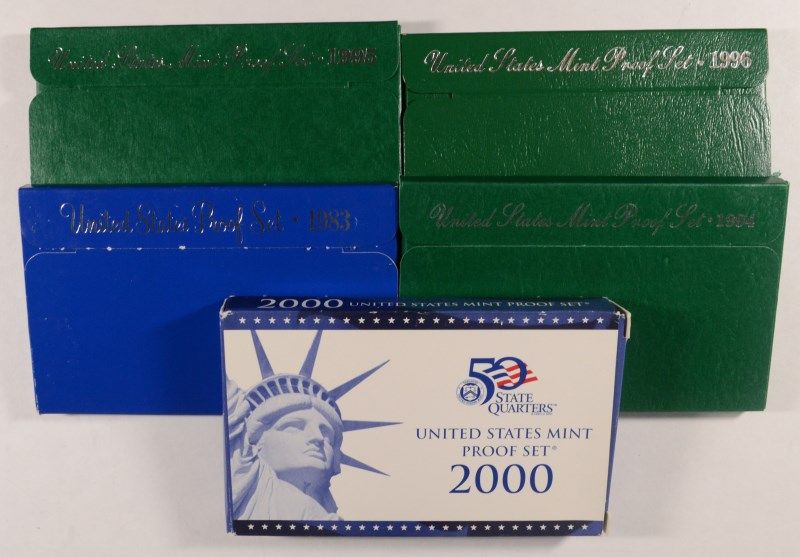 United States Mint Proof Set · 1995
United States Mint Proof Set · 1996
United States Proof Set · 1983
United States Mint Proof Set · 1994
2000 UNITED STATES MINT PROOF SET®
50
STATE
QUARTERS™
UNITED STATES MINT
PROOF SET®
2000